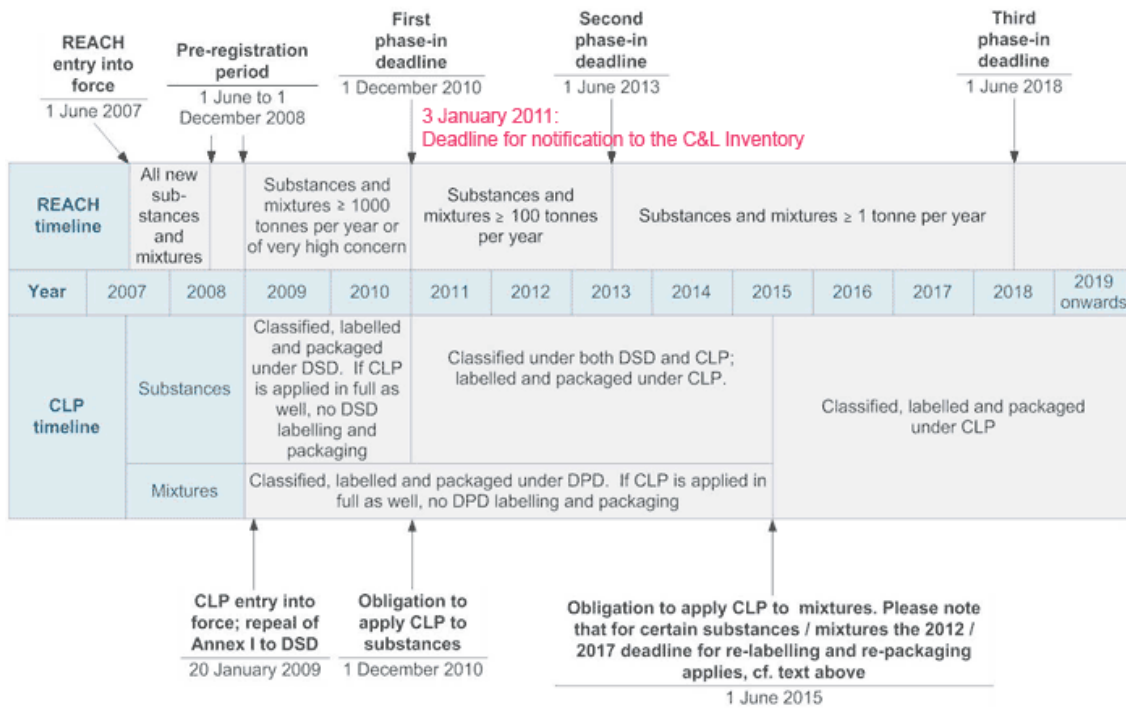 REACH
entry into
force
1 June 2007
Pre-registration
period
1 June to 1
December 2008
First
phase-in
deadline
1 December 2010
Second
phase-in
deadline
1 June 2013
Third
phase-in
deadline
1 June 2018
3 January 2011:
Deadline for notification to the C&L Inventory
REACH
timeline
All new
sub-
stances
and
mixtures
Substances and
mixtures ≥ 1000
tonnes per year or
of very high concern
Substances and
mixtures ≥ 100 tonnes
per year
Substances and mixtures ≥ 1 tonne per year
Year
2007
2008
2009
2010
2011
2012
2013
2014
2015
2016
2017
2018
2019
onwards
CLP
timeline
Substances
Classified, labelled
and packaged
under DSD. If CLP
is applied in full as
well, no DSD
labelling and
packaging
Classified under both DSD and CLP;
labelled and packaged under CLP.
Classified, labelled and packaged
under CLP
Mixtures
Classified, labelled and packaged under DPD. If CLP is applied in
full as well, no DPD labelling and packaging
CLP entry into
force; repeal of
Annex I to DSD
20 January 2009
Obligation to
apply CLP to
substances
1 December 2010
Obligation to apply CLP to mixtures. Please note
that for certain substances / mixtures the 2012 /
2017 deadline for re-labelling and re-packaging
applies, cf. text above
1 June 2015